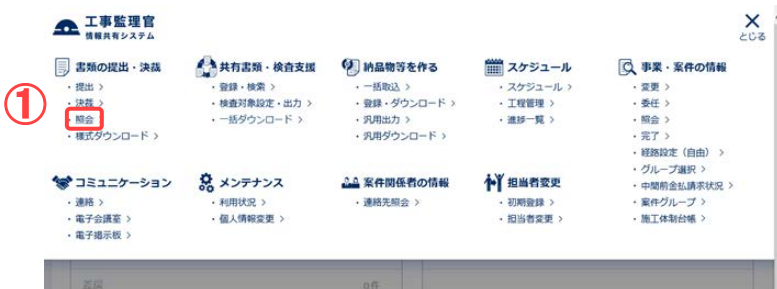 工事監理官
情報共有システム
とじる
書類の提出・決裁
・提出 >
・決裁 >
・照会 >
・様式ダウンロード >
共有書類・検査支援
・登録・検索 >
・検査対象設定・出力 >
・一括ダウンロード >
納品物等を作る
・一括取込 >
・登録・ダウンロード >
・汎用出力 >
・汎用ダウンロード >
スケジュール
・スケジュール >
・工程管理 >
・進捗一覧 >
事業・案件の情報
・変更 >
・委任 >
・照会 >
・完了 >
・経路設定（自由） >
・グループ選択 >
・中間前金払請求状況 >
・案件グループ >
・施工体制台帳 >
①
コミュニケーション
・連絡 >
・電子会議室 >
・電子掲示板 >
メンテナンス
・利用状況 >
・個人情報変更 >
案件関係者の情報
・連絡先照会 >
担当者変更
・初期登録 >
・担当者変更 >
差戻
0件